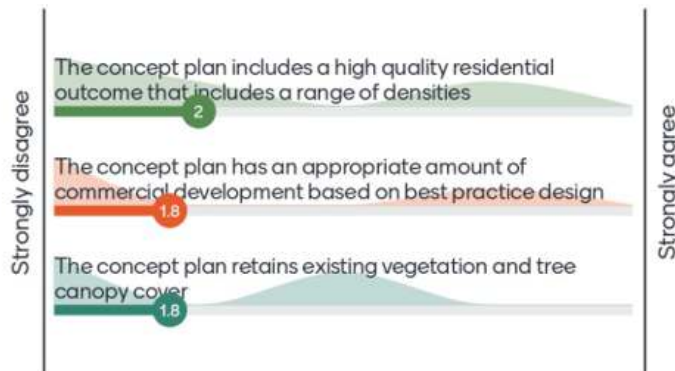 Strongly disagree
The concept plan includes a high quality residential
outcome that includes a range of densities
2
The concept plan has an appropriate amount of
commercial development based on best practice design
1.8
The concept plan retains existing vegetation and tree
canopy cover
1.8
Strongly agree